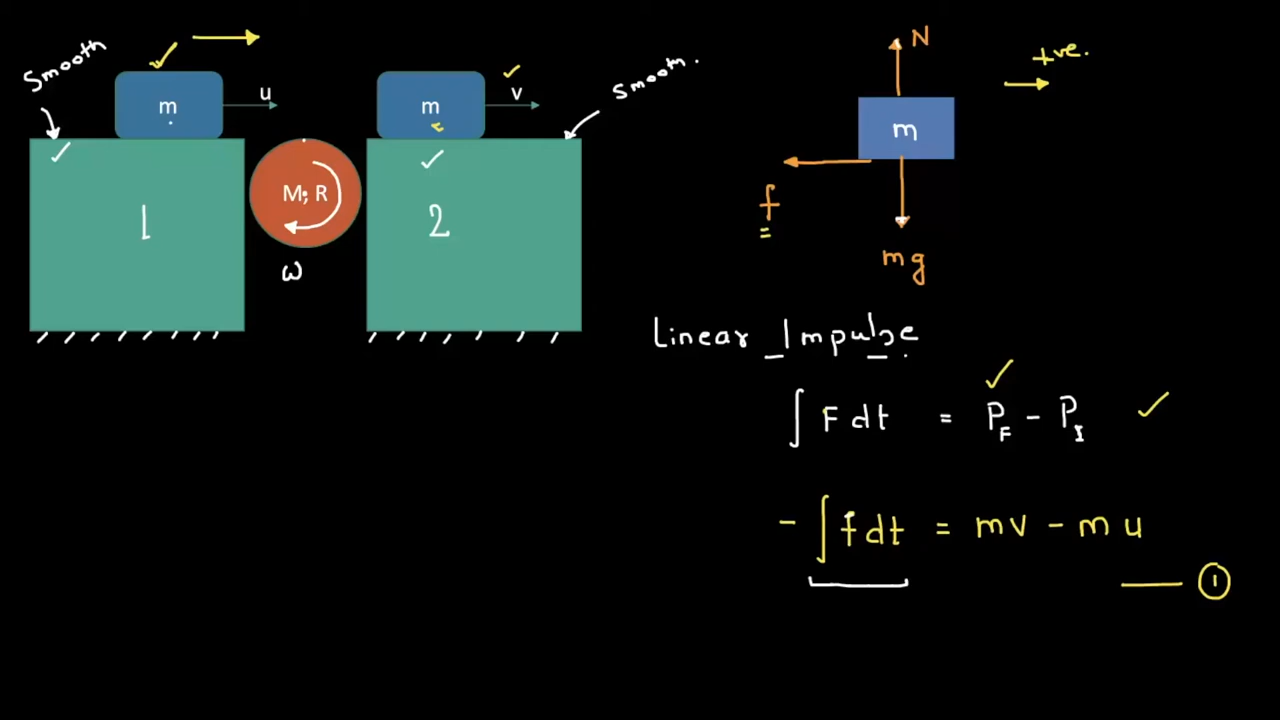 Smooth
m
u
m
v
Smooth.
M; R
ω
1
2
N
+ve.
m
f
mg
Linear Impulse
∫ F dt = P_F - P_I
- ∫ f dt = mv - mu
①